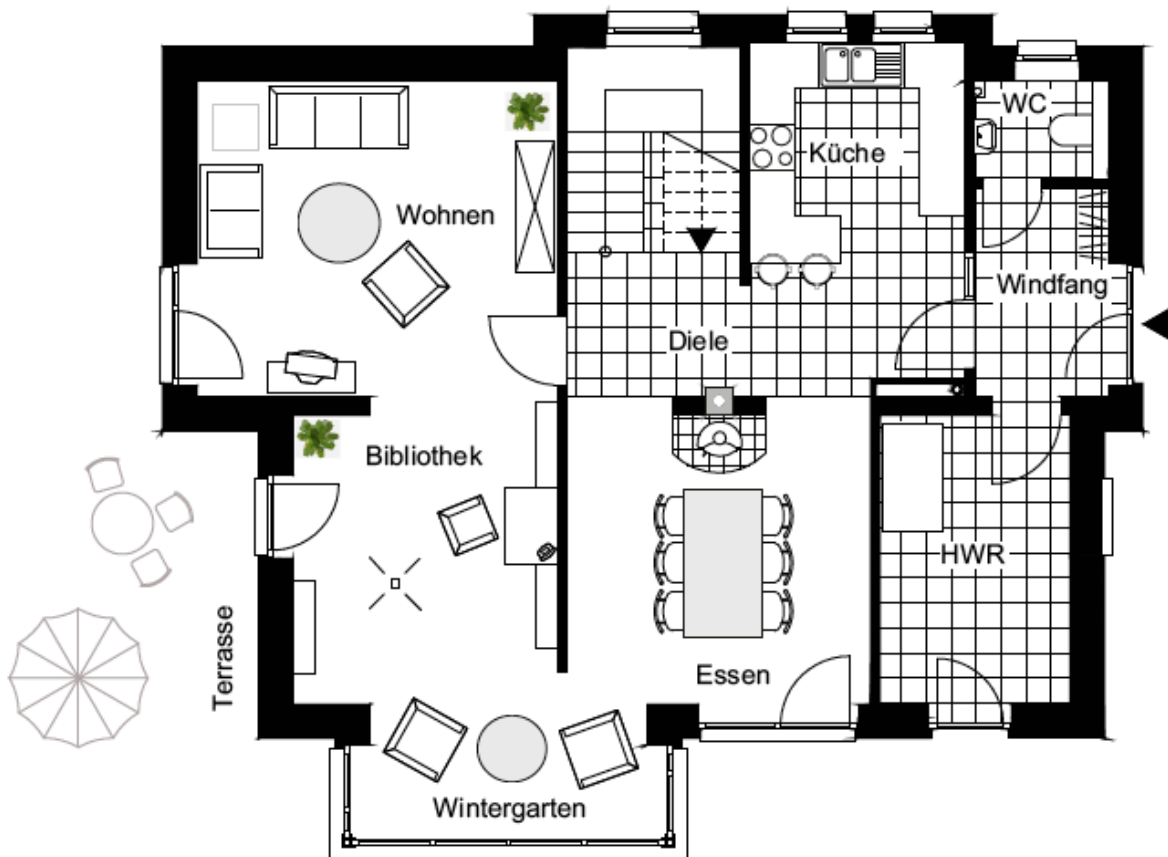 WC
Küche
Wohnen
Windfang
Diele
Bibliothek
HWR
Terrasse
Essen
Wintergarten